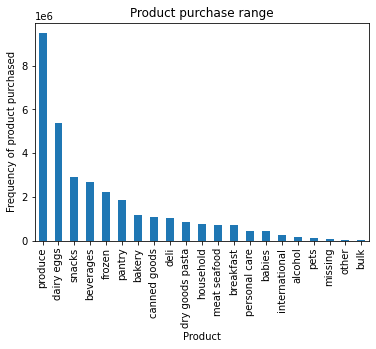 Product purchase range
1e6
Frequency of product purchased
8
6
4
2
0
produce
dairy eggs
snacks
beverages
frozen
pantry
bakery
canned goods
deli
dry goods pasta
household
meat seafood
breakfast
personal care
babies
international
alcohol
pets
missing
other
bulk
Product